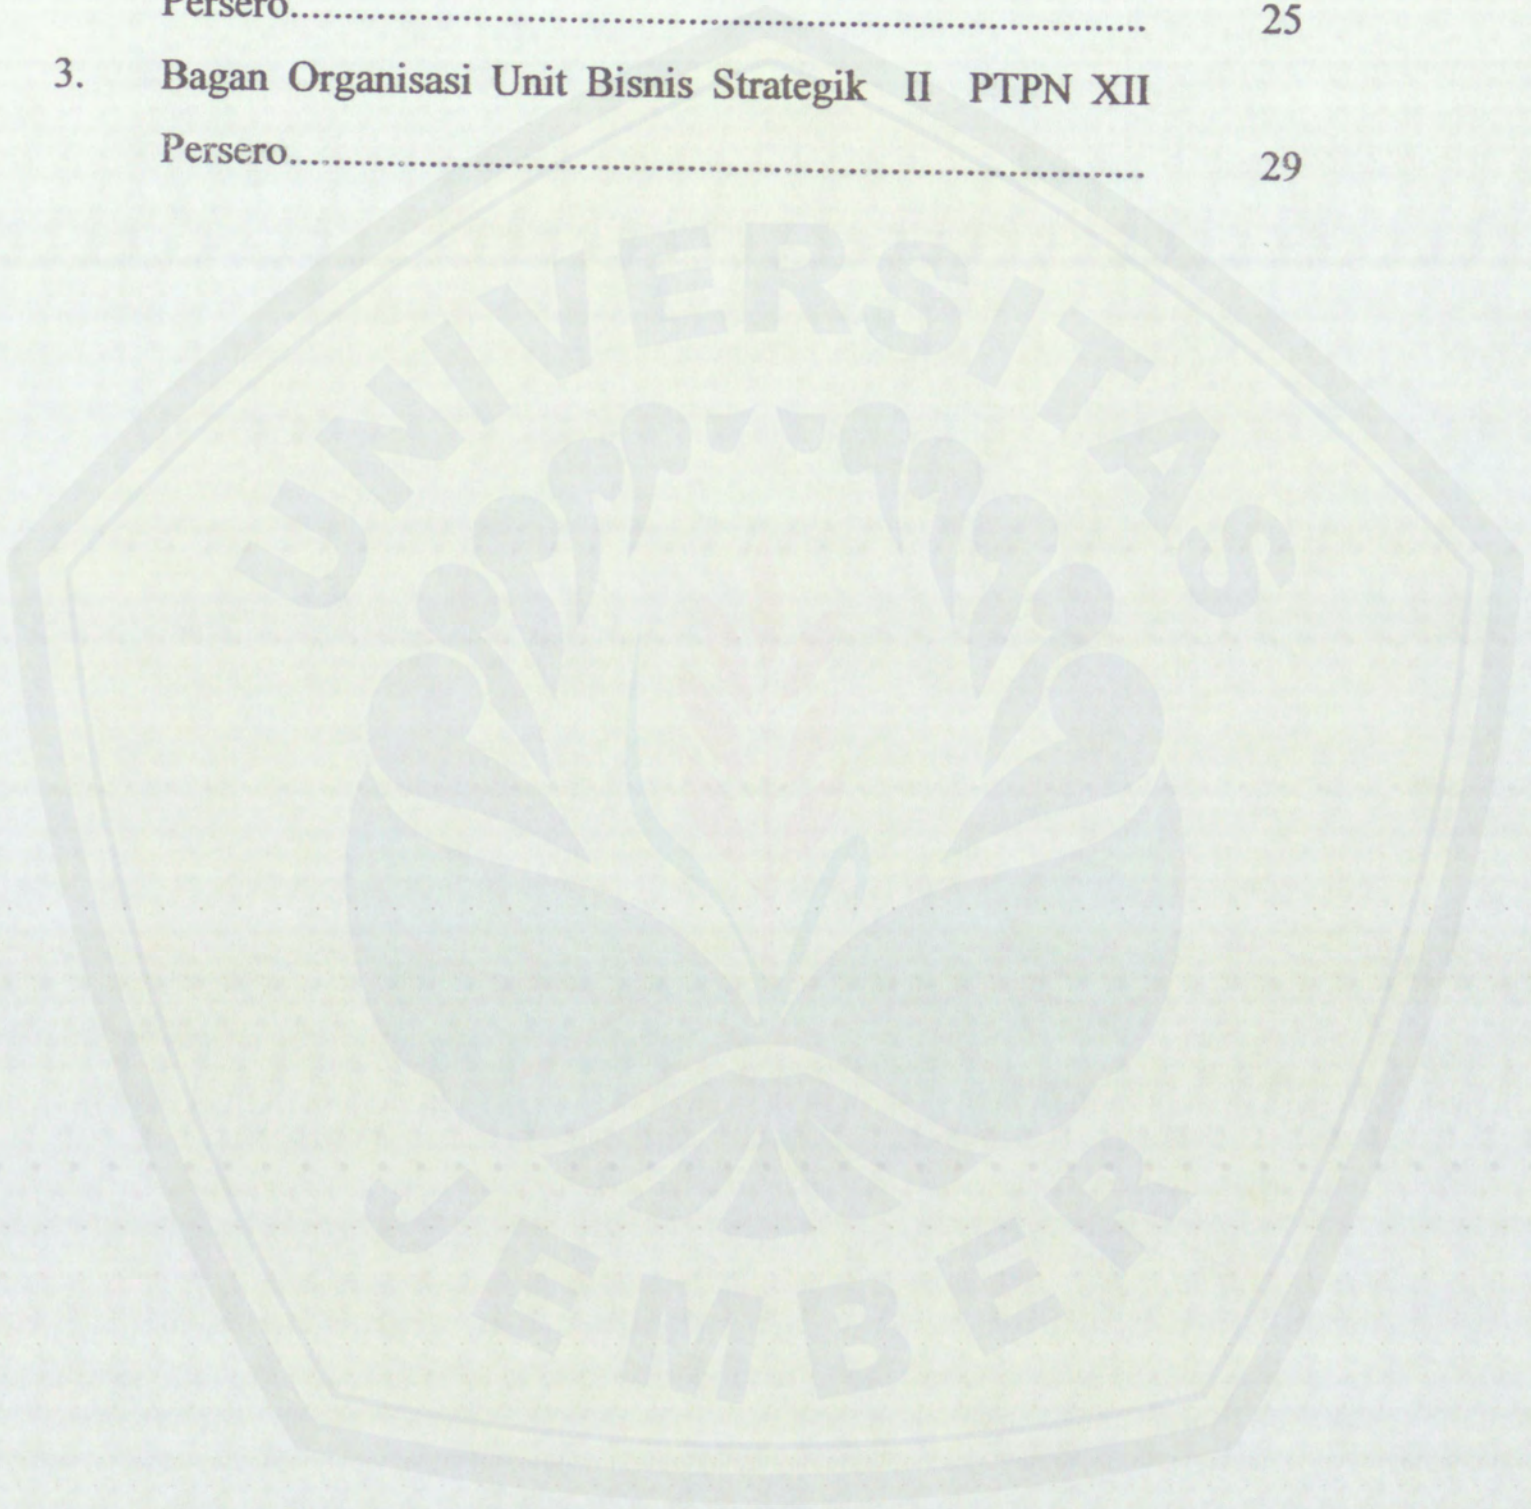 Persero.......................................................................................... 25
3. Bagan Organisasi Unit Bisnis Strategik II PTPN XII
Persero.......................................................................................... 29
UNIVERSITAS
JEMBER